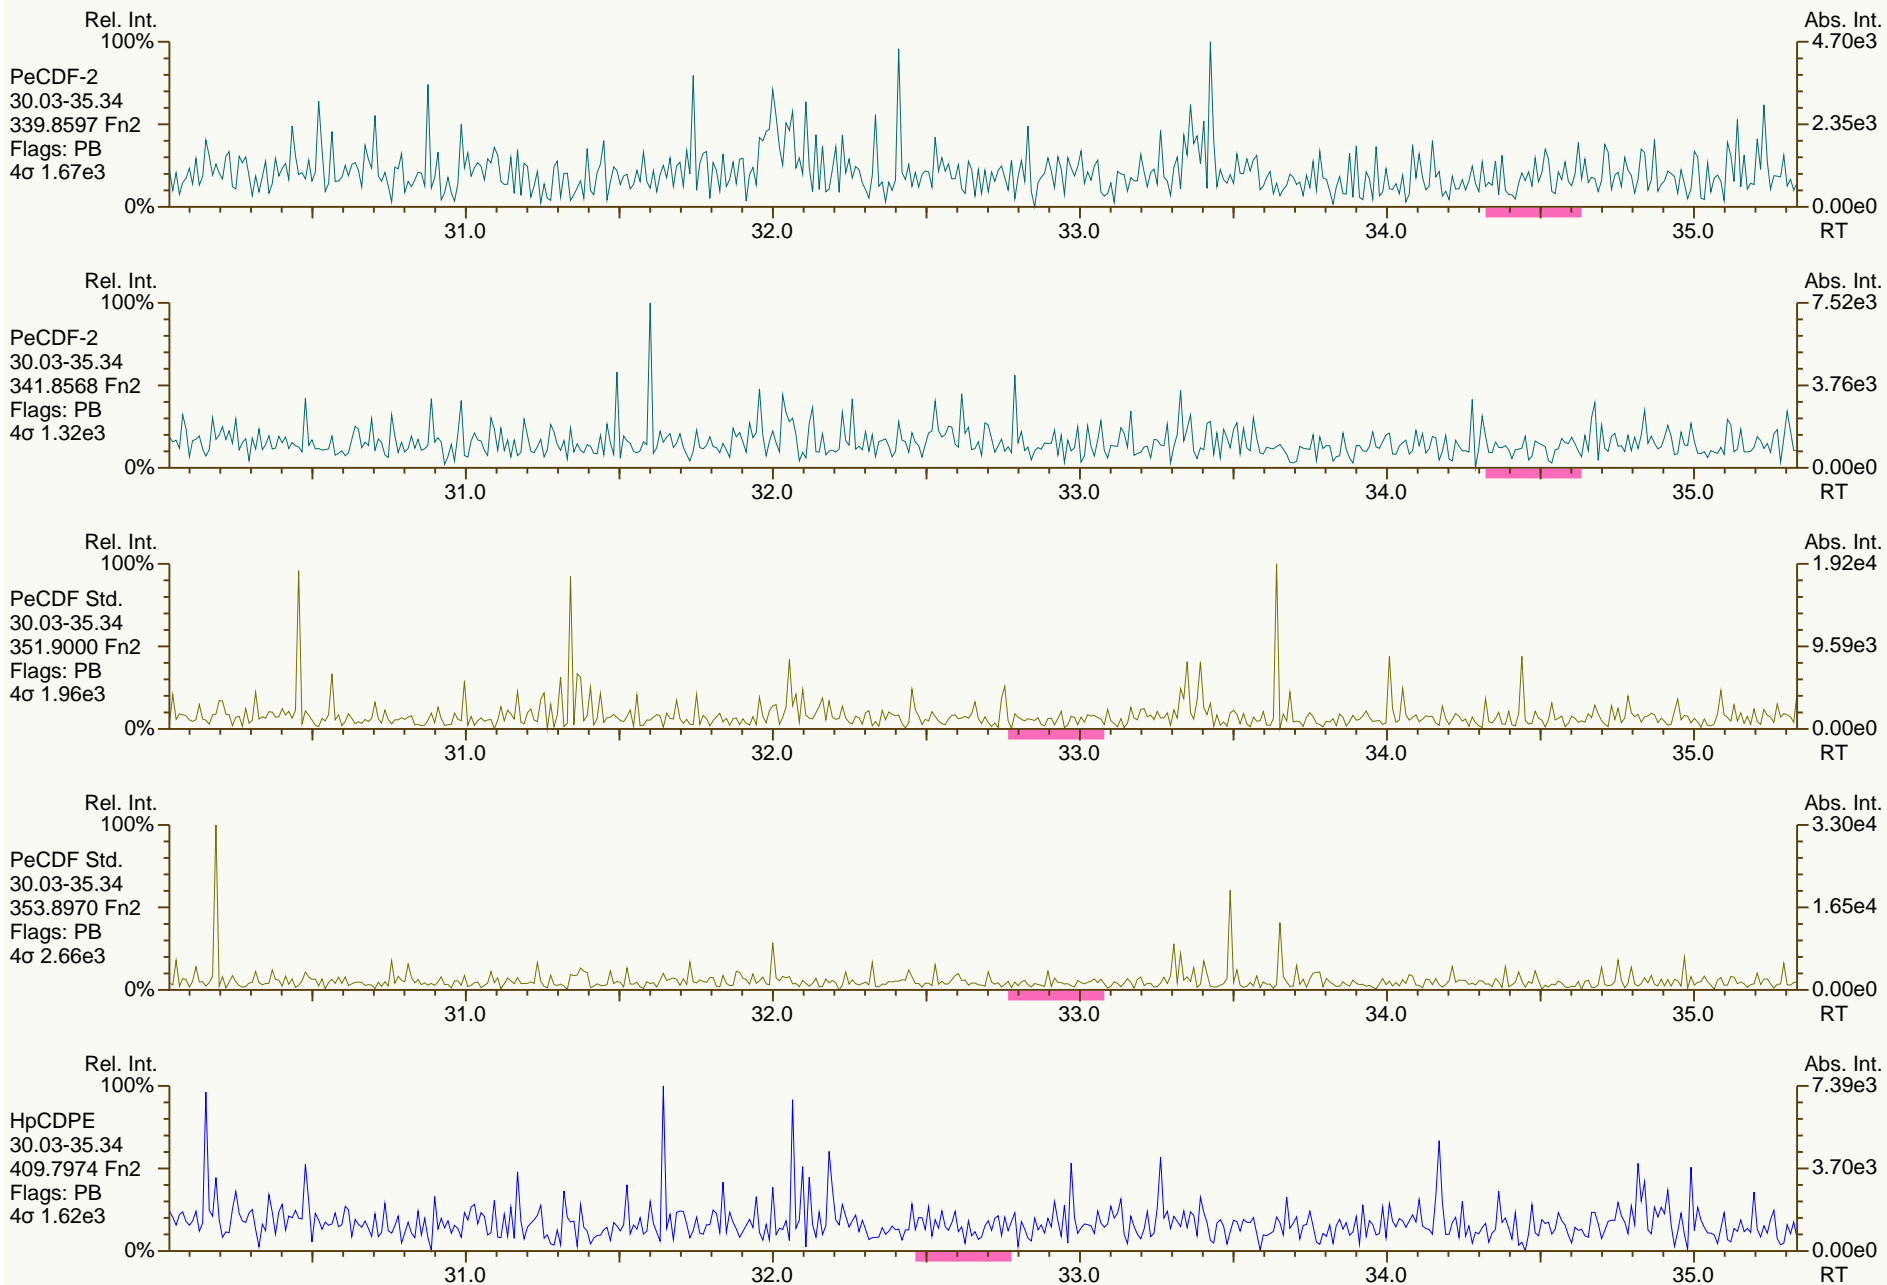 Rel. Int.
Abs. Int.
100%
4.70e3
PeCDF-2
30.03-35.34
339.8597 Fn2
Flags: PB
4σ 1.67e3
2.35e3
0%
0.00e0
31.0 32.0 33.0 34.0 35.0 RT
Rel. Int.
Abs. Int.
100%
7.52e3
PeCDF-2
30.03-35.34
341.8568 Fn2
Flags: PB
4σ 1.32e3
3.76e3
0%
0.00e0
31.0 32.0 33.0 34.0 35.0 RT
Rel. Int.
Abs. Int.
100%
1.92e4
PeCDF Std.
30.03-35.34
351.9000 Fn2
Flags: PB
4σ 1.96e3
9.59e3
0%
0.00e0
31.0 32.0 33.0 34.0 35.0 RT
Rel. Int.
Abs. Int.
100%
3.30e4
PeCDF Std.
30.03-35.34
353.8970 Fn2
Flags: PB
4σ 2.66e3
1.65e4
0%
0.00e0
31.0 32.0 33.0 34.0 35.0 RT
Rel. Int.
Abs. Int.
100%
7.39e3
HpCDPE
30.03-35.34
409.7974 Fn2
Flags: PB
4σ 1.62e3
3.70e3
0%
0.00e0
31.0 32.0 33.0 34.0 35.0 RT